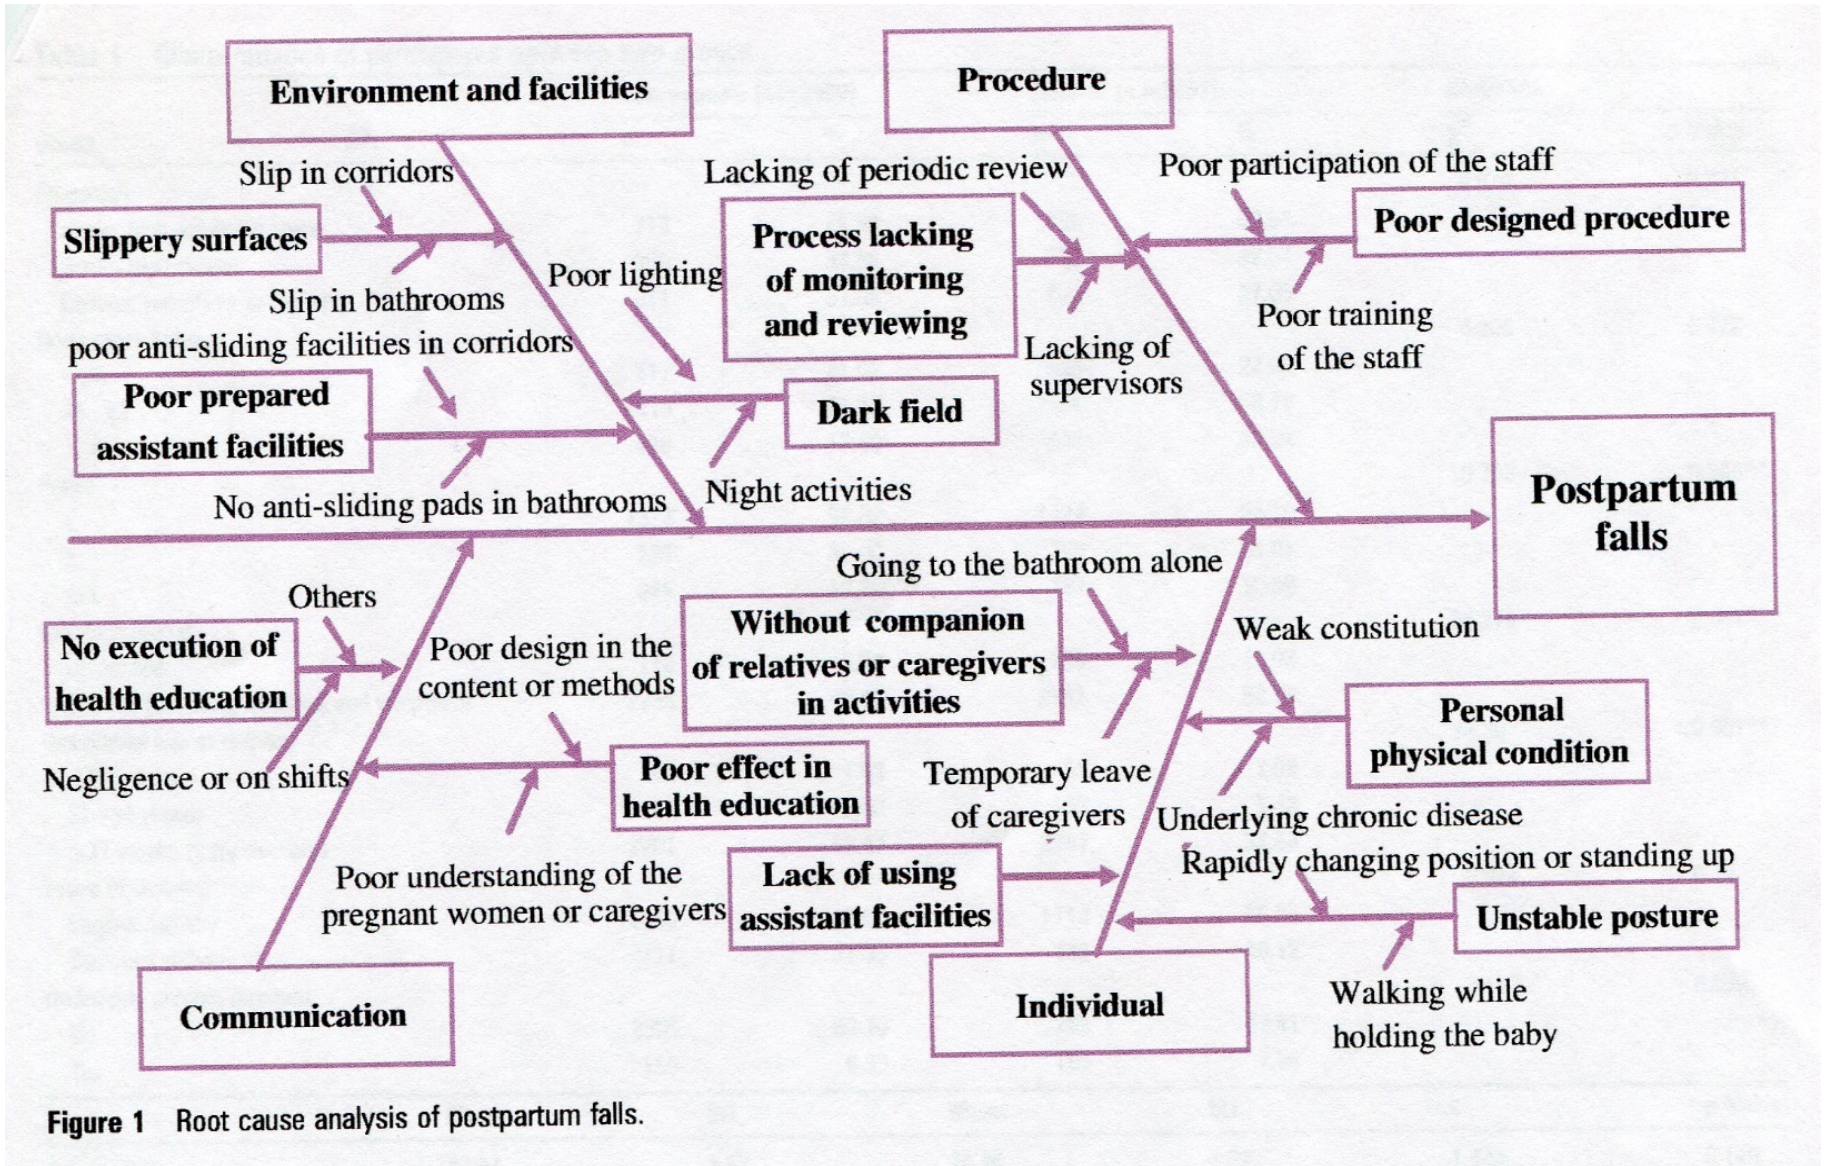 Environment and facilities
Procedure
Slip in corridors
Slippery surfaces
Slip in bathrooms
poor anti-sliding facilities in corridors
Poor prepared
assistant facilities
No anti-sliding pads in bathrooms
Poor lighting
Dark field
Night activities
Lacking of periodic review
Process lacking
of monitoring
and reviewing
Lacking of
supervisors
Poor participation of the staff
Poor designed procedure
Poor training
of the staff
Postpartum
falls
Others
No execution of
health education
Negligence or on shifts
Poor design in the
content or methods
Poor effect in
health education
Poor understanding of the
pregnant women or caregivers
Communication
Going to the bathroom alone
Without companion
of relatives or caregivers
in activities
Temporary leave
of caregivers
Weak constitution
Personal
physical condition
Underlying chronic disease
Rapidly changing position or standing up
Lack of using
assistant facilities
Unstable posture
Walking while
holding the baby
Individual
Figure 1 Root cause analysis of postpartum falls.